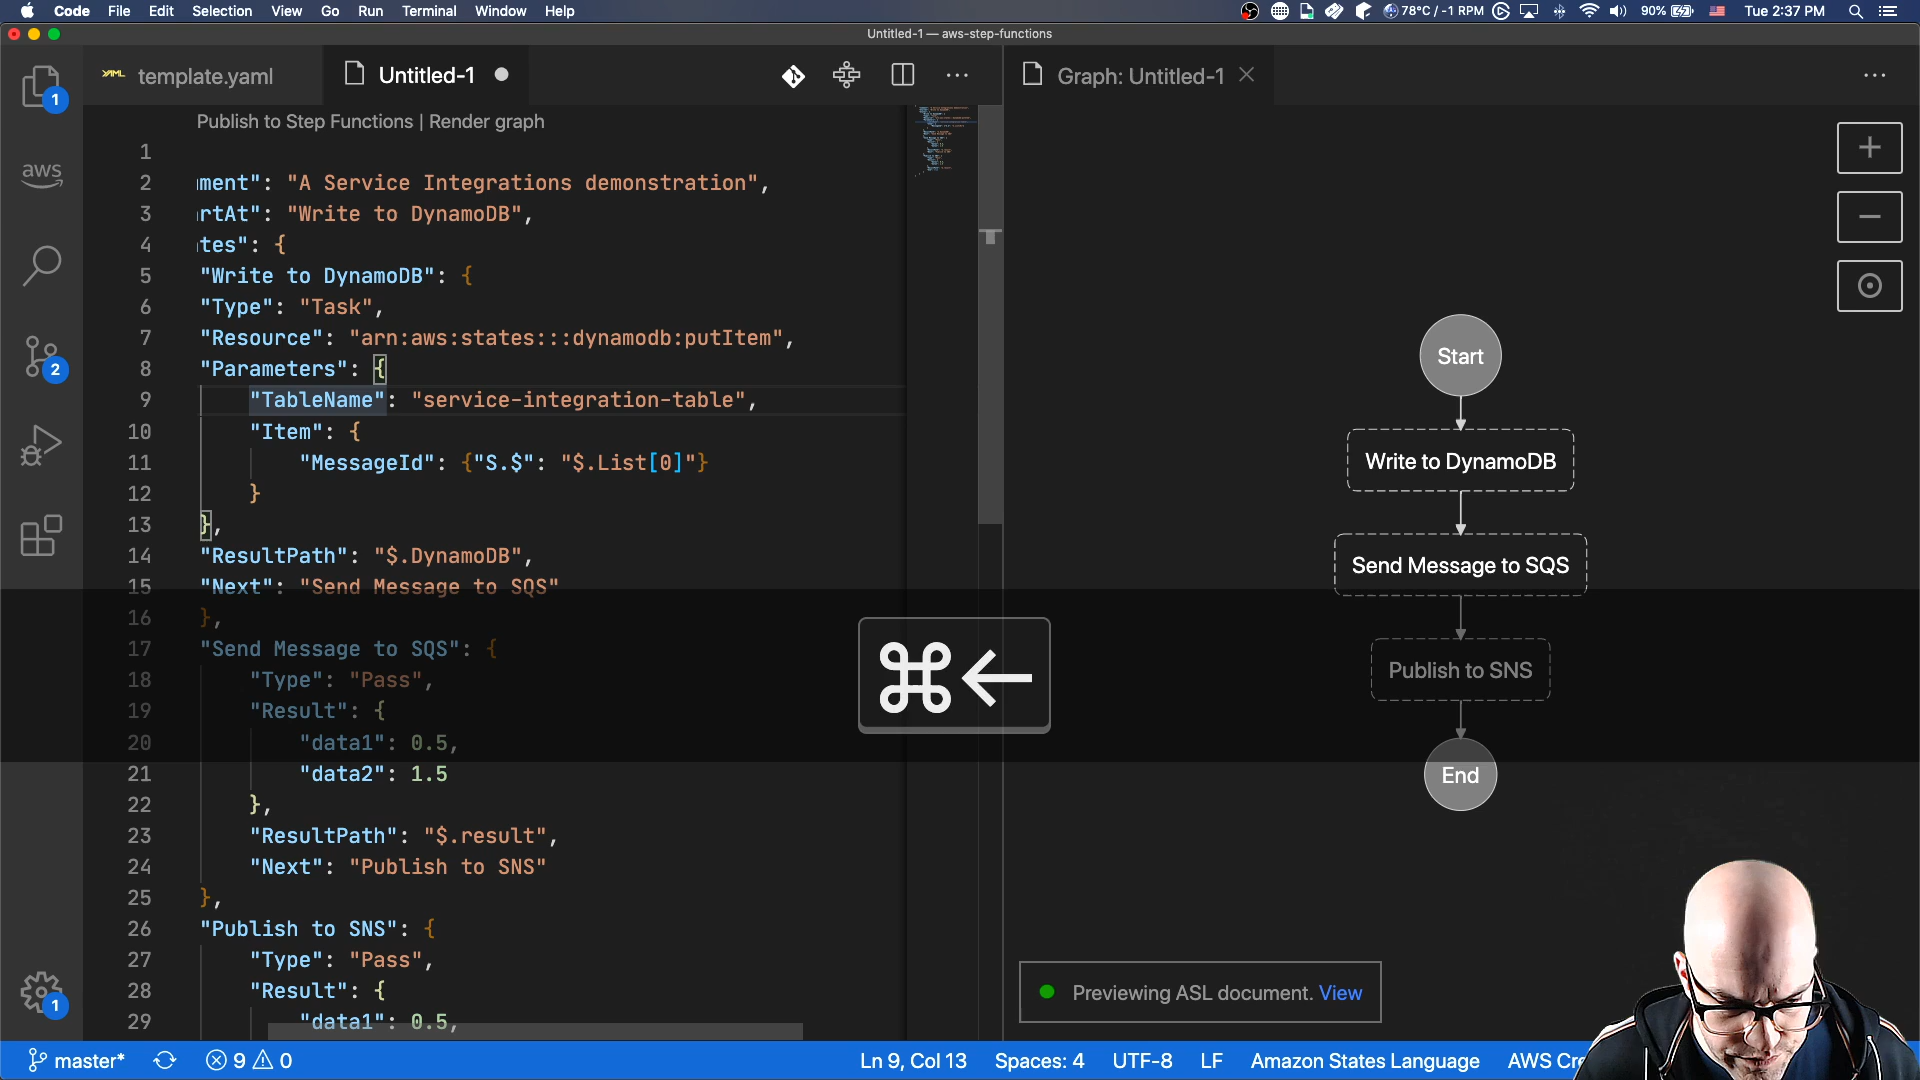 Code File Edit Selection View Go Run Terminal Window Help 78°C / -1 RPM 90% Tue 2:37 PM
Untitled-1 — aws-step-functions
YAML template.yaml Untitled-1 Graph: Untitled-1
1
aws
2
1
Publish to Step Functions | Render graph
1
2 ment": "A Service Integrations demonstration",
3 rtAt": "Write to DynamoDB",
4 tes": {
5 "Write to DynamoDB": {
6 "Type": "Task",
7 "Resource": "arn:aws:states:::dynamodb:putItem",
8 "Parameters": {
9 "TableName": "service-integration-table",
10 "Item": {
11 "MessageId": {"S.$": "$.List[0]"}
12 }
13 },
14 "ResultPath": "$.DynamoDB",
15 "Next": "Send Message to SQS"
16 },
17 "Send Message to SQS": {
18 "Type": "Pass",
19 "Result": {
20 "data1": 0.5,
21 "data2": 1.5
22 },
23 "ResultPath": "$.result",
24 "Next": "Publish to SNS"
25 },
26 "Publish to SNS": {
27 "Type": "Pass",
28 "Result": {
29 "data1": 0.5,
⌘←
Start
Write to DynamoDB
Send Message to SQS
Publish to SNS
End
Previewing ASL document. View
master* 9 0 Ln 9, Col 13 Spaces: 4 UTF-8 LF Amazon States Language AWS Cre